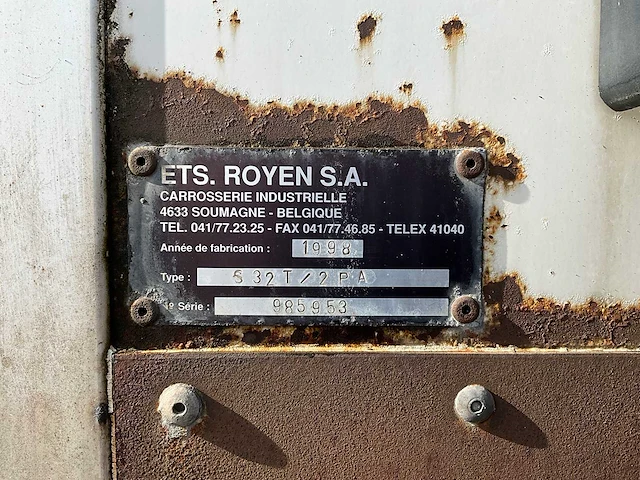 ETS. ROYEN S.A.
CARROSSERIE INDUSTRIELLE
4633 SOUMAGNE - BELGIQUE
TEL. 041/77.23.25 - FAX 041/77.46.85 - TELEX 41040
Année de fabrication : 1998
Type : S32T/2PA
Série : 985953